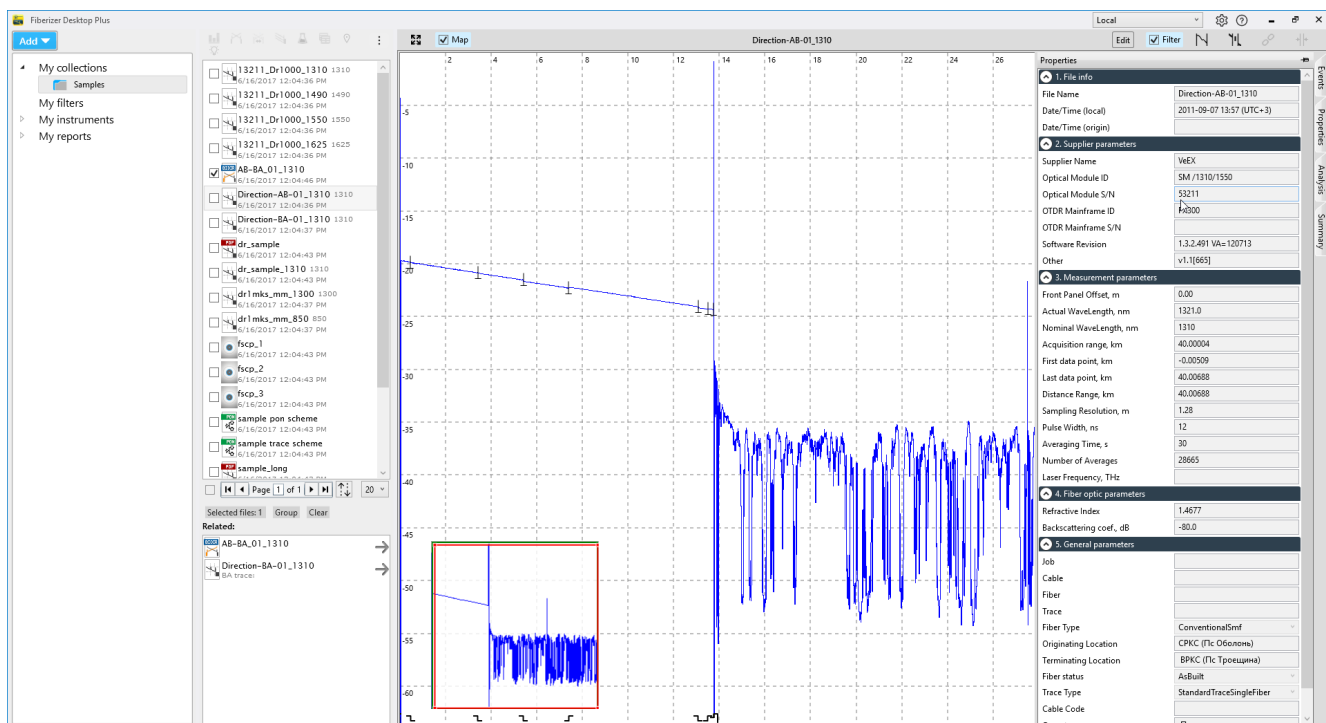 Fiberizer Desktop Plus
Local
Add
Map
Direction-AB-01_1310
Edit
Filter
My collections
Samples
My filters
My instruments
My reports
13211_Dr1000_1310 1310
6/16/2017 12:04:36 PM
13211_Dr1000_1490 1490
6/16/2017 12:04:36 PM
13211_Dr1000_1550 1550
6/16/2017 12:04:36 PM
13211_Dr1000_1625 1625
6/16/2017 12:04:36 PM
AB-BA_01_1310
6/16/2017 12:04:46 PM
Direction-AB-01_1310 1310
6/16/2017 12:04:36 PM
Direction-BA-01_1310 1310
6/16/2017 12:04:37 PM
dr_sample
6/16/2017 12:04:37 PM
dr_sample_1310 1310
6/16/2017 12:04:43 PM
dr1mks_mm_1300 1300
6/16/2017 12:04:37 PM
dr1mks_mm_850 850
6/16/2017 12:04:37 PM
fscp_1
6/16/2017 12:04:43 PM
fscp_2
6/16/2017 12:04:43 PM
fscp_3
6/16/2017 12:04:43 PM
sample pon scheme
6/16/2017 12:04:43 PM
sample trace scheme
6/16/2017 12:04:43 PM
sample_long
Page 1 of 1
20
Selected files: 1 Group Clear
Related:
AB-BA_01_1310
Direction-BA-01_1310
BA trace:
2 4 6 8 10 12 14 16 18 20 22 24 26
-5
-10
-15
-20
-25
-30
-35
-40
-45
-50
-55
-60
Properties
1. File info
File Name Direction-AB-01_1310
Date/Time (local) 2011-09-07 13:57 (UTC+3)
Date/Time (origin)
2. Supplier parameters
Supplier Name VeEX
Optical Module ID SM /1310/1550
Optical Module S/N 53211
OTDR Mainframe ID
OTDR Mainframe S/N
Software Revision 1.3.2.491 VA=120713
Other v1.1[665]
3. Measurement parameters
Front Panel Offset, m 0.00
Actual WaveLength, nm 1321.0
Nominal WaveLength, nm 1310
Acquisition range, km 40.00004
First data point, km -0.00509
Last data point, km 40.00688
Distance Range, km 40.00688
Sampling Resolution, m 1.28
Pulse Width, ns 12
Averaging Time, s 30
Number of Averages 28665
Laser Frequency, THz
4. Fiber optic parameters
Refractive Index 1.4677
Backscattering coef., dB -80.0
5. General parameters
Job
Cable
Fiber
Trace
Fiber Type ConventionalSmf
Originating Location СРКС (Пс Оболонь)
Terminating Location ВРКС (Пс Троещина)
Fiber status AsBuilt
Trace Type StandardTraceSingleFiber
Cable Code
Events
Properties
Analysis
Summary